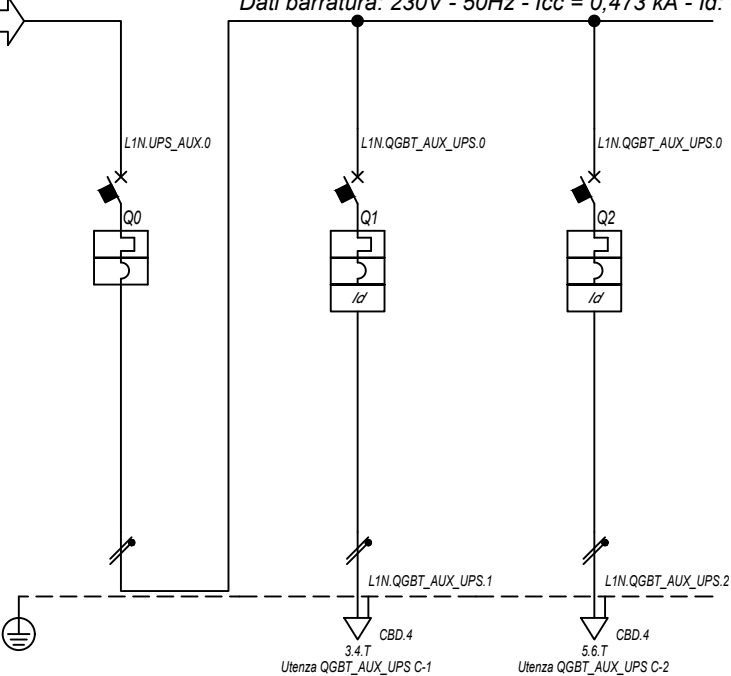 Dati barratura: 230V - 50Hz - Icc = 0,473 kA - Id:
L1N.UPS_AUX.0
L1N.QGBT_AUX_UPS.0
L1N.QGBT_AUX_UPS.0
Q0
Q1
Q2
Id
Id
L1N.QGBT_AUX_UPS.1
L1N.QGBT_AUX_UPS.2
CBD.4
CBD.4
3.4.T
5.6.T
Utenza QGBT_AUX_UPS C-1
Utenza QGBT_AUX_UPS C-2